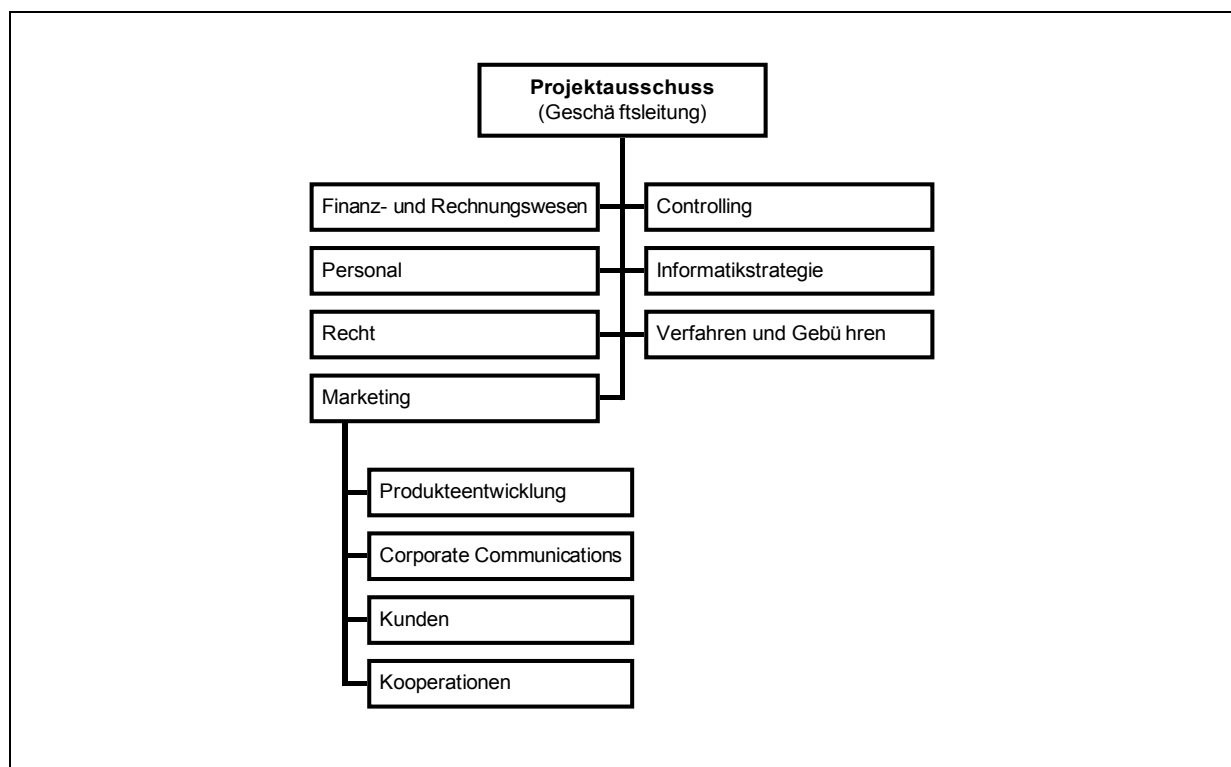 Projektausschuss
(Geschäftsleitung)
Finanz- und Rechnungswesen
Controlling
Personal
Informatikstrategie
Recht
Verfahren und Gebühren
Marketing
Produkteentwicklung
Corporate Communications
Kunden
Kooperationen